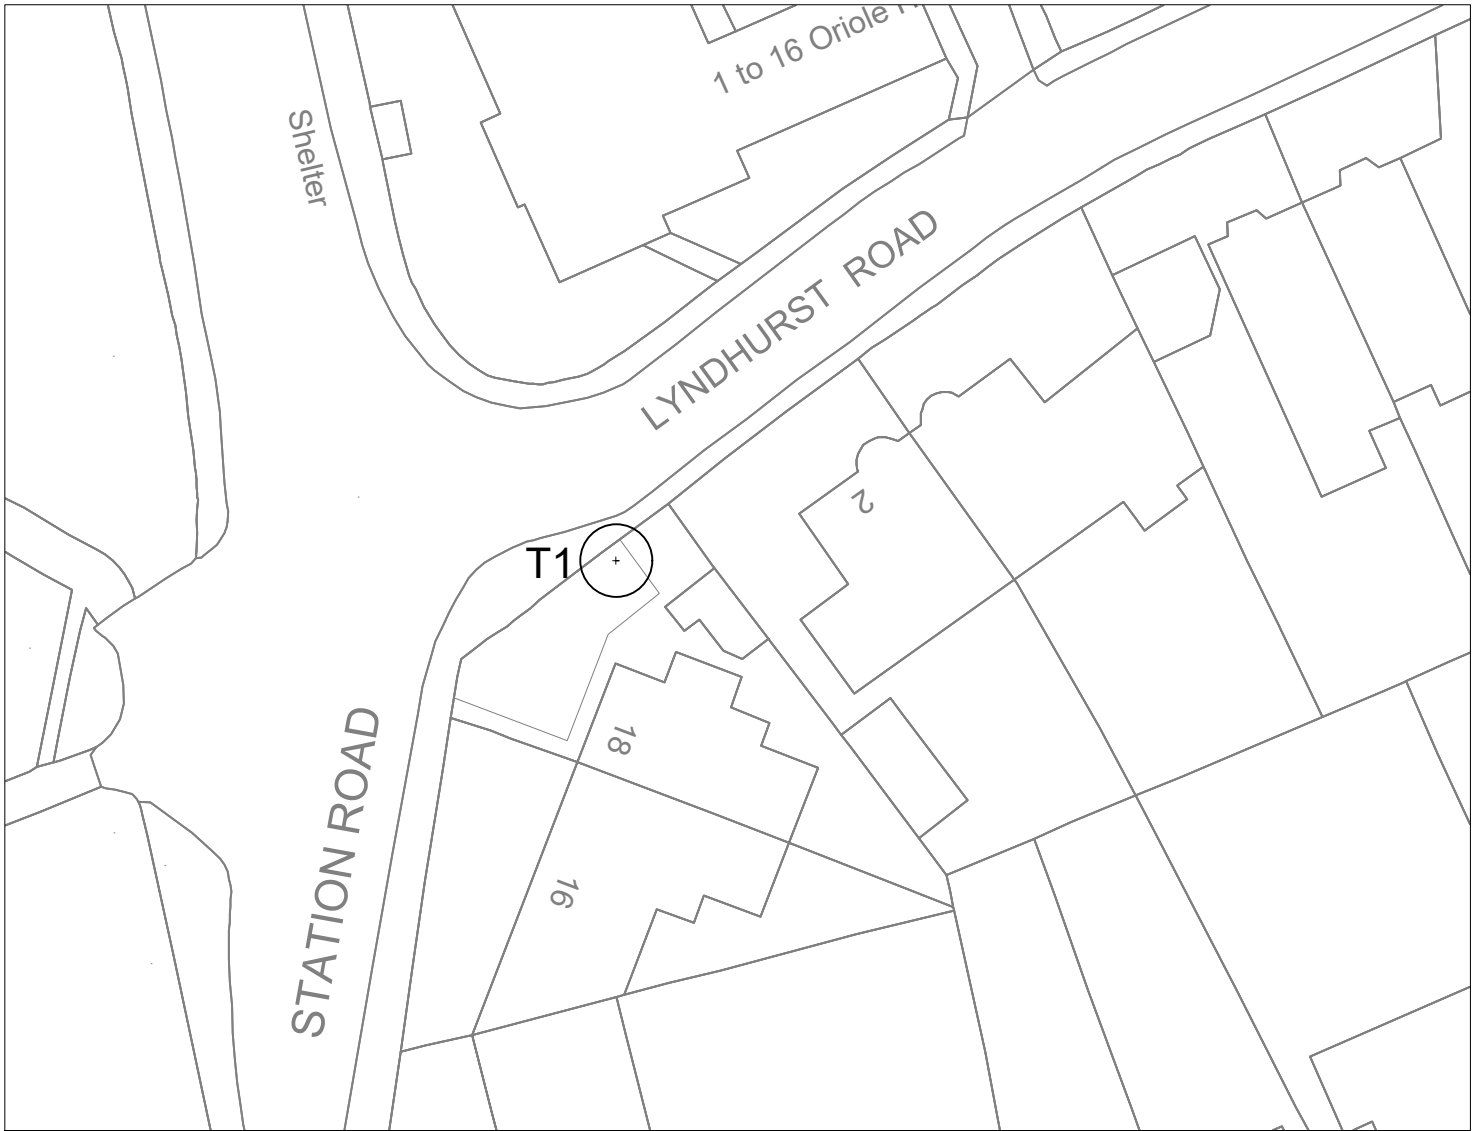 1 to 16 Oriole
Shelter
LYNDHURST ROAD
2
T1
18
STATION ROAD
16